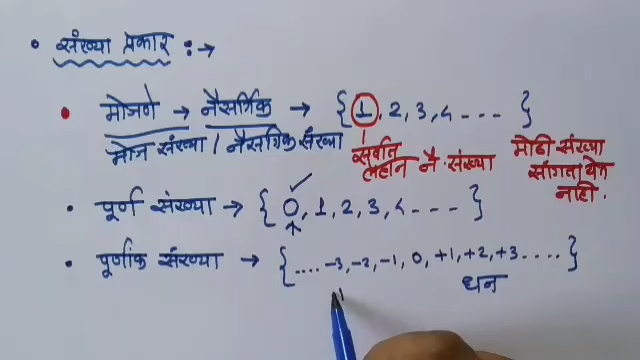 • संख्या प्रकार :→
• मोजणे → नैसर्गिक → { 1, 2, 3, 4 - - - }
मोज संख्या / नैसर्गिक संख्या
सर्वात लहान नै. संख्या
मोठी संख्या सांगता येत नाही.
• पूर्ण संख्या → { 0, 1, 2, 3, 4 - - - }
• पूर्णांक संख्या → { .... -3, -2, -1, 0, +1, +2, +3 .... }
धन